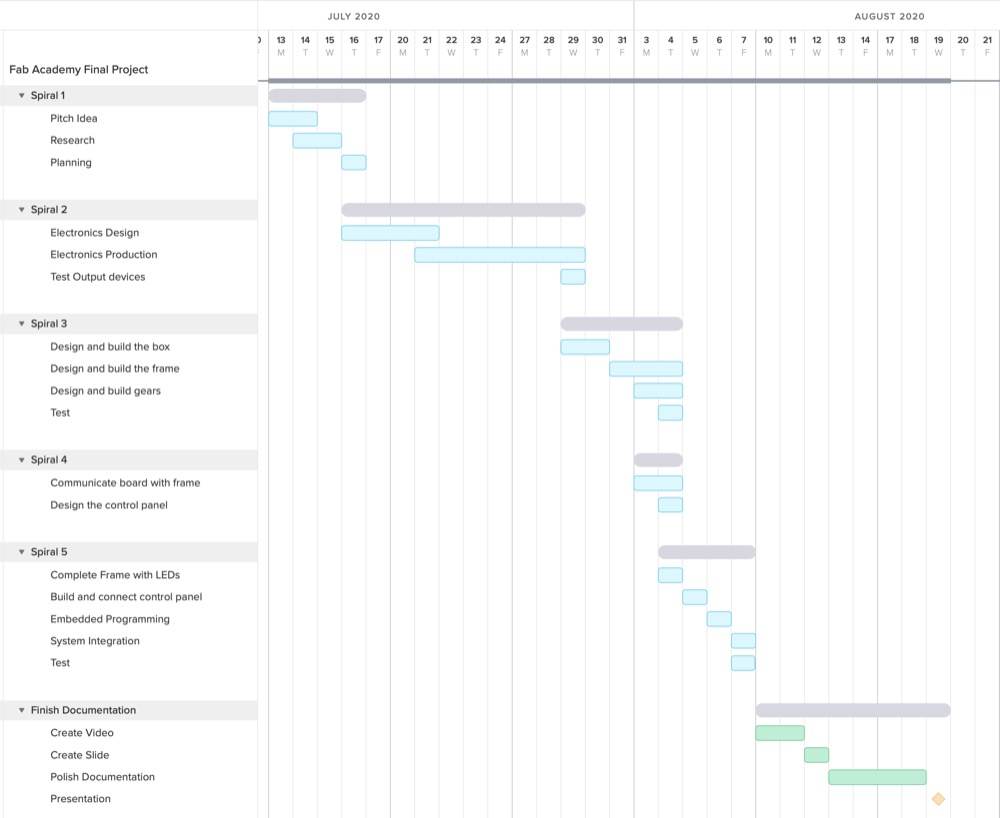 JULY 2020 AUGUST 2020
13 14 15 16 17 20 21 22 23 24 27 28 29 30 31 3 4 5 6 7 10 11 12 13 14 17 18 19 20 21
M T W T F M T W T F M T W T F M T W T F M T W T F M T W T F
Fab Academy Final Project
Spiral 1
Pitch Idea
Research
Planning
Spiral 2
Electronics Design
Electronics Production
Test Output devices
Spiral 3
Design and build the box
Design and build the frame
Design and build gears
Test
Spiral 4
Communicate board with frame
Design the control panel
Spiral 5
Complete Frame with LEDs
Build and connect control panel
Embedded Programming
System Integration
Test
Finish Documentation
Create Video
Create Slide
Polish Documentation
Presentation